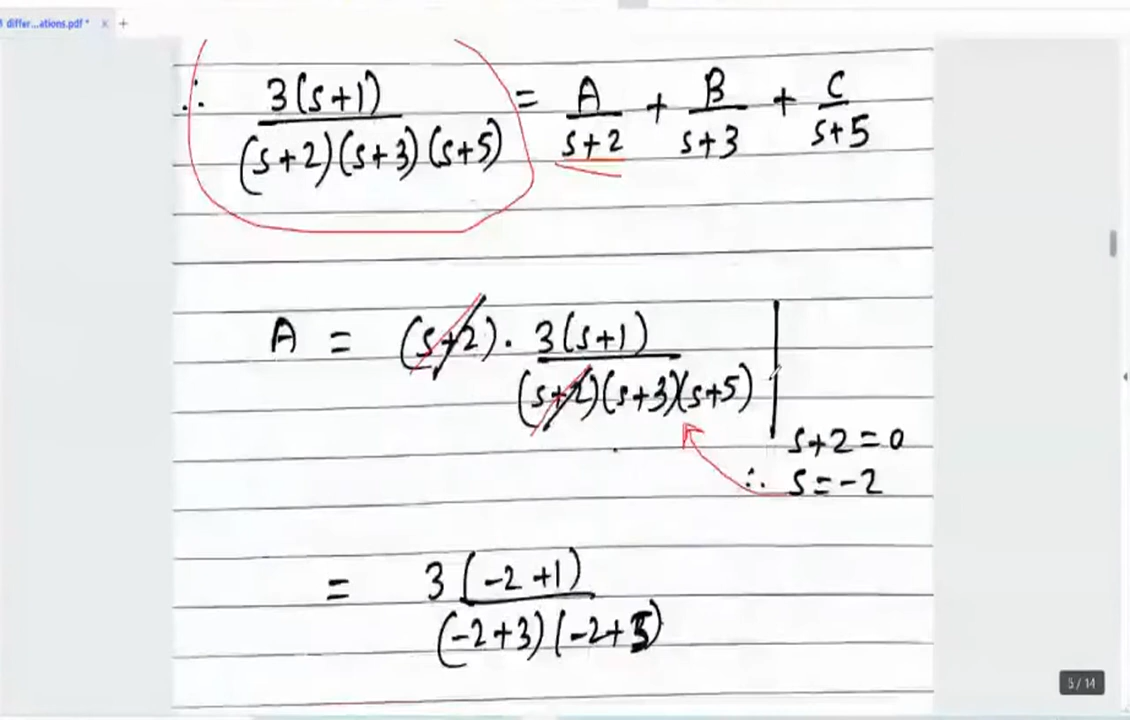 differ...ations.pdf *
∴ 3(s+1) / (s+2)(s+3)(s+5) = A / s+2 + B / s+3 + C / s+5
A = (s+2) · 3(s+1) / (s+2)(s+3)(s+5) |
s+2=0
∴ s=-2
= 3(-2+1) / (-2+3)(-2+5)
5 / 14